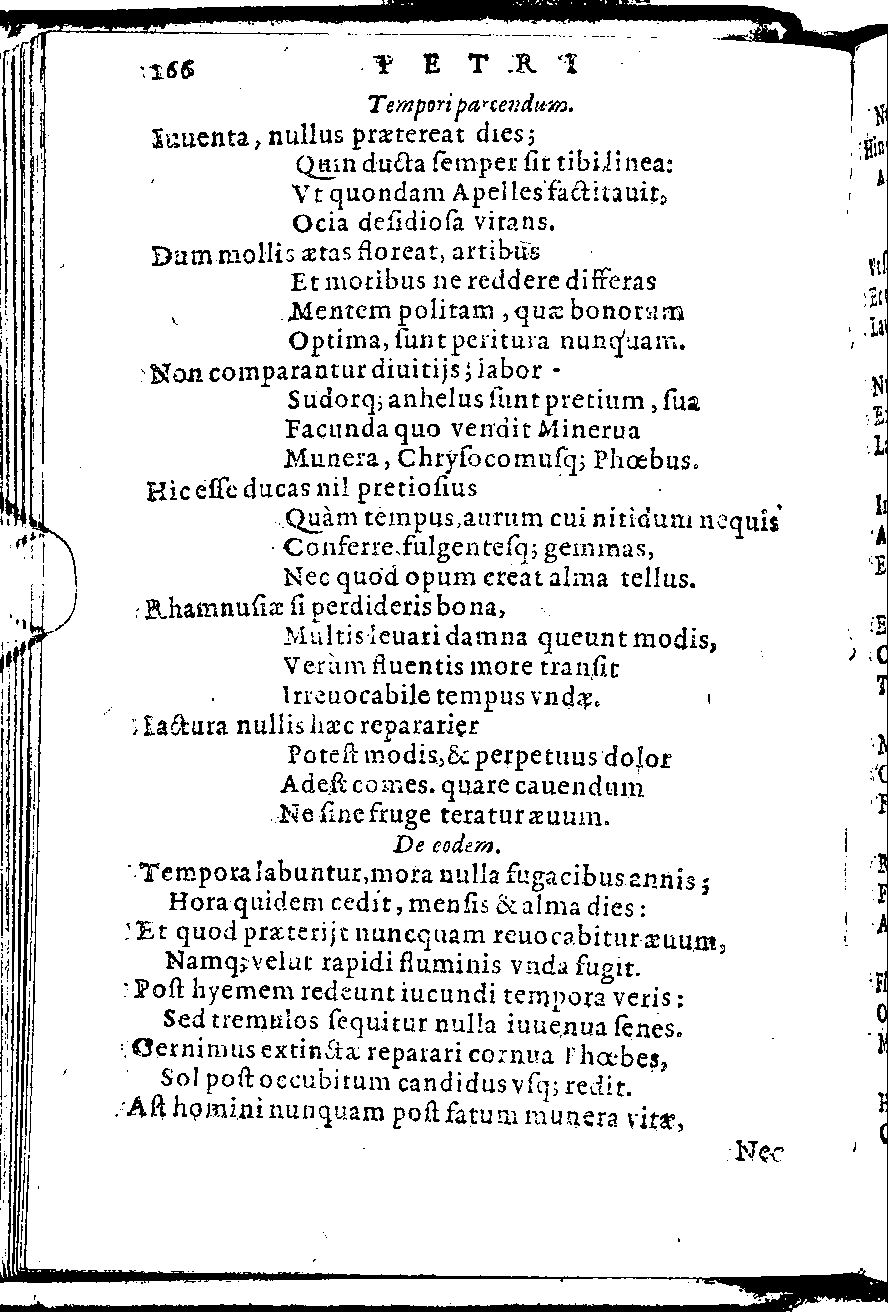 166 PETRI
Tempori parcendum.
Iuuenta, nullus prætereat dies;
Quin ducta ſemper ſit tibi linea:
Vt quondam Apelles factitauit,
Ocia deſidioſa vitans.
Dum mollis ætas floreat, artibus
Et moribus ne reddere differas
Mentem politam, quæ bonorum
Optima, ſunt peritura nunquam.
Non comparantur diuitijs; labor
Sudorq; anhelus ſunt pretium, ſua
Facunda quo vendit Minerua
Munera, Chryſocomuſq; Phœbus.
Hic eſſe ducas nil pretioſius
Quàm tempus, aurum cui nitidum nequis
Conferre fulgenteſq; gemmas,
Nec quod opum creat alma tellus.
Rhamnuſiæ ſi perdideris bona,
Multis leuari damna queunt modis,
Verùm fluentis more tranſit
Irreuocabile tempus vndæ.
Iactura nullis hæc repararier
Poteſt modis, & perpetuus dolor
Adeſt comes. quare cauendum
Ne ſine fruge teratur æuum.
De eodem.
Tempora labuntur, mora nulla fugacibus annis;
Hora quidem cedit, menſis & alma dies:
Et quod præterijt nuncquam reuocabitur æuum,
Namq; velut rapidi fluminis vnda fugit.
Poſt hyemem redeunt iucundi tempora veris:
Sed tremulos ſequitur nulla iuuenua ſenes.
Cernimus extinctæ reparari cornua Phœbes,
Sol poſt occubitum candidus vſq; redit.
Aſt homini nunquam poſt fatum munera vitæ,
Nec